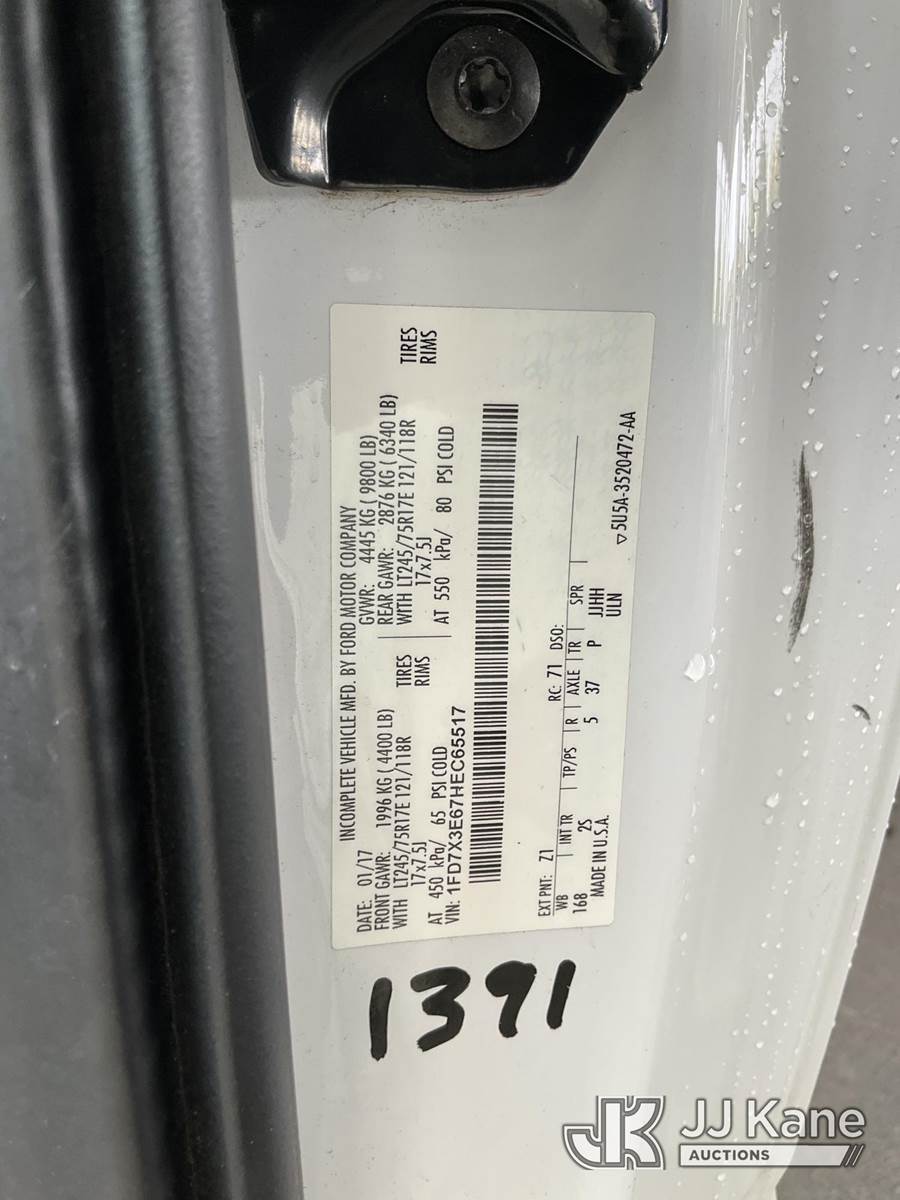 INCOMPLETE VEHICLE MFD. BY FORD MOTOR COMPANY
DATE: 01/17 GVWR: 4445 KG ( 9800 LB)
FRONT GAWR: 1996 KG ( 4400 LB) REAR GAWR: 2876 KG ( 6340 LB)
WITH LT245/75R17E 121/118R TIRES WITH LT245/75R17E 121/118R TIRES
17x7.5J RIMS 17x7.5J RIMS
AT 450 kPa/ 65 PSI COLD AT 550 kPa/ 80 PSI COLD
VIN: 1FD7X3E67HEC65517
EXT PNT: Z1 RC: 71 DSO:
WB INT TR TP/PS R AXLE TR SPR
168 2S 5 37 P JJHH
MADE IN U.S.A. ULN
▽5U5A-3520472-AA
1391
JK JJ Kane
AUCTIONS